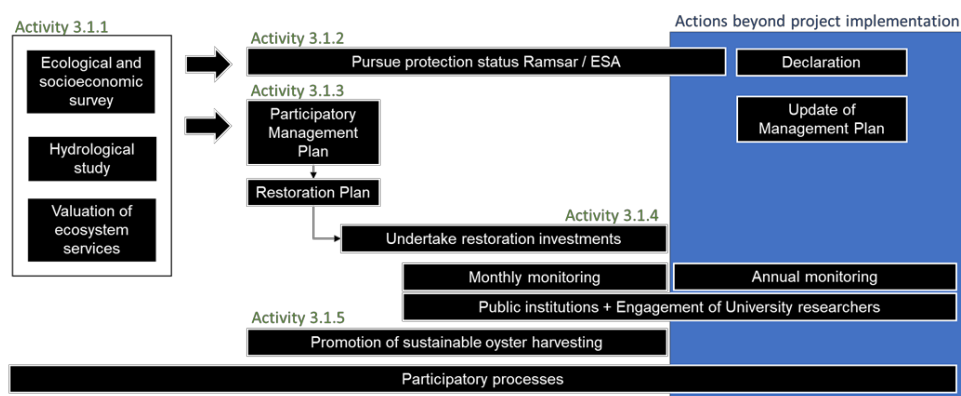 Activity 3.1.1
Ecological and
socioeconomic
survey
Hydrological
study
Valuation of
ecosystem
services
Activity 3.1.2
Pursue protection status Ramsar / ESA
Activity 3.1.3
Participatory
Management
Plan
Restoration Plan
Activity 3.1.4
Undertake restoration investments
Monthly monitoring
Public institutions + Engagement of University researchers
Activity 3.1.5
Promotion of sustainable oyster harvesting
Participatory processes
Actions beyond project implementation
Declaration
Update of
Management Plan
Annual monitoring